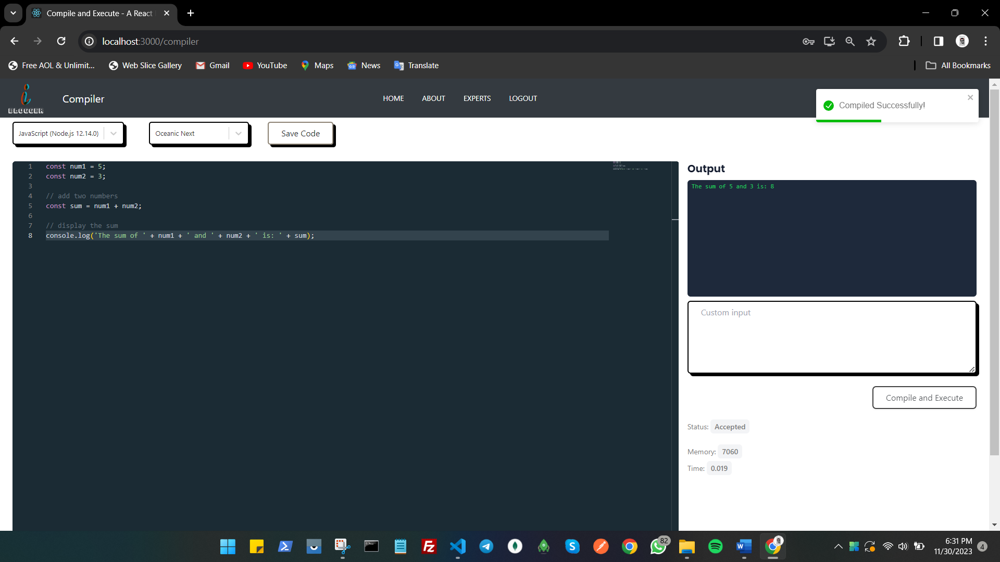 Compile and Execute - A React
localhost:3000/compiler
Free AOL & Unlimit...
Web Slice Gallery
Gmail
YouTube
Maps
News
Translate
All Bookmarks
BLOGGER
Compiler
HOME
ABOUT
EXPERTS
LOGOUT
Compiled Successfully!
JavaScript (Node.js 12.14.0)
Oceanic Next
Save Code
1 const num1 = 5;
2 const num2 = 3;
3
4 // add two numbers
5 const sum = num1 + num2;
6
7 // display the sum
8 console.log('The sum of ' + num1 + ' and ' + num2 + ' is: ' + sum);
Output
The sum of 5 and 3 is: 8
Custom input
Compile and Execute
Status: Accepted
Memory: 7060
Time: 0.019
82
6:31 PM
11/30/2023
4